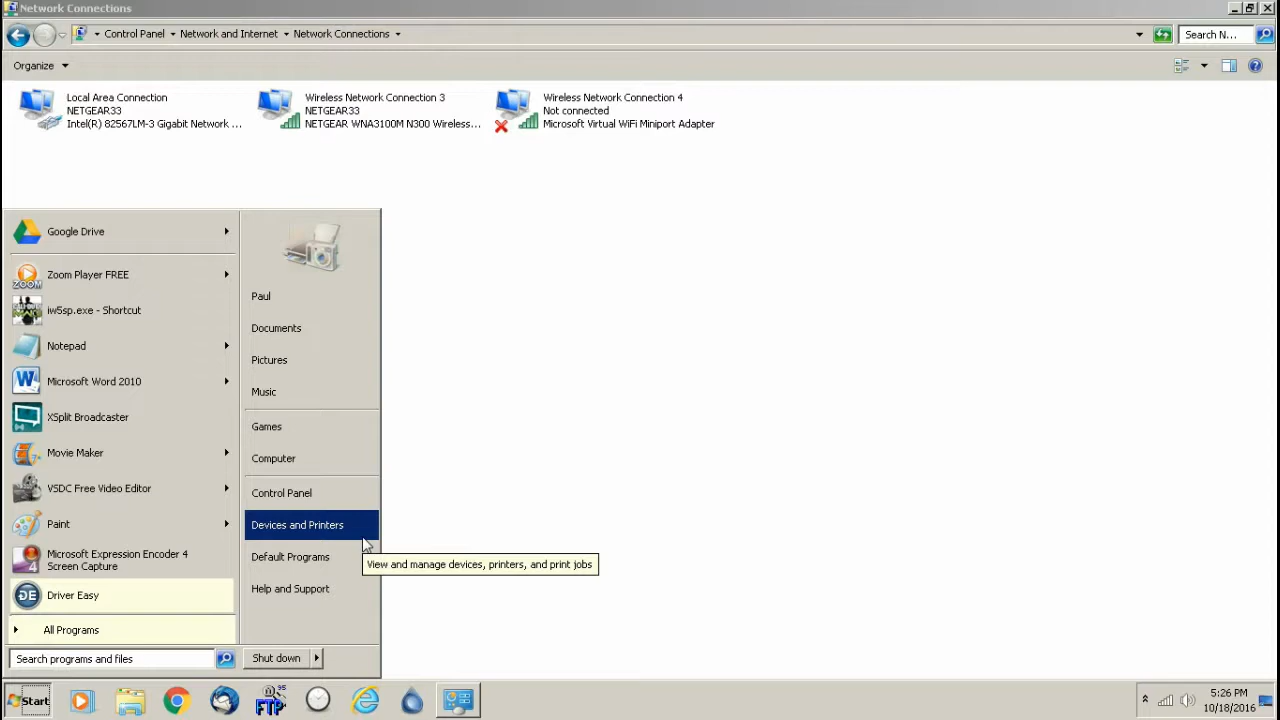 Network Connections
Control Panel
Network and Internet
Network Connections
Search N...
Organize
Local Area Connection
NETGEAR33
Intel(R) 82567LM-3 Gigabit Network ...
Wireless Network Connection 3
NETGEAR33
NETGEAR WNA3100M N300 Wireless...
Wireless Network Connection 4
Not connected
Microsoft Virtual WiFi Miniport Adapter
Google Drive
Zoom Player FREE
ZOOM
iw5sp.exe - Shortcut
Notepad
Microsoft Word 2010
XSplit Broadcaster
Movie Maker
VSDC Free Video Editor
Paint
Microsoft Expression Encoder 4
Screen Capture
Driver Easy
All Programs
Search programs and files
Paul
Documents
Pictures
Music
Games
Computer
Control Panel
Devices and Printers
Default Programs
Help and Support
Shut down
View and manage devices, printers, and print jobs
Start
FTP
5:26 PM
10/18/2016